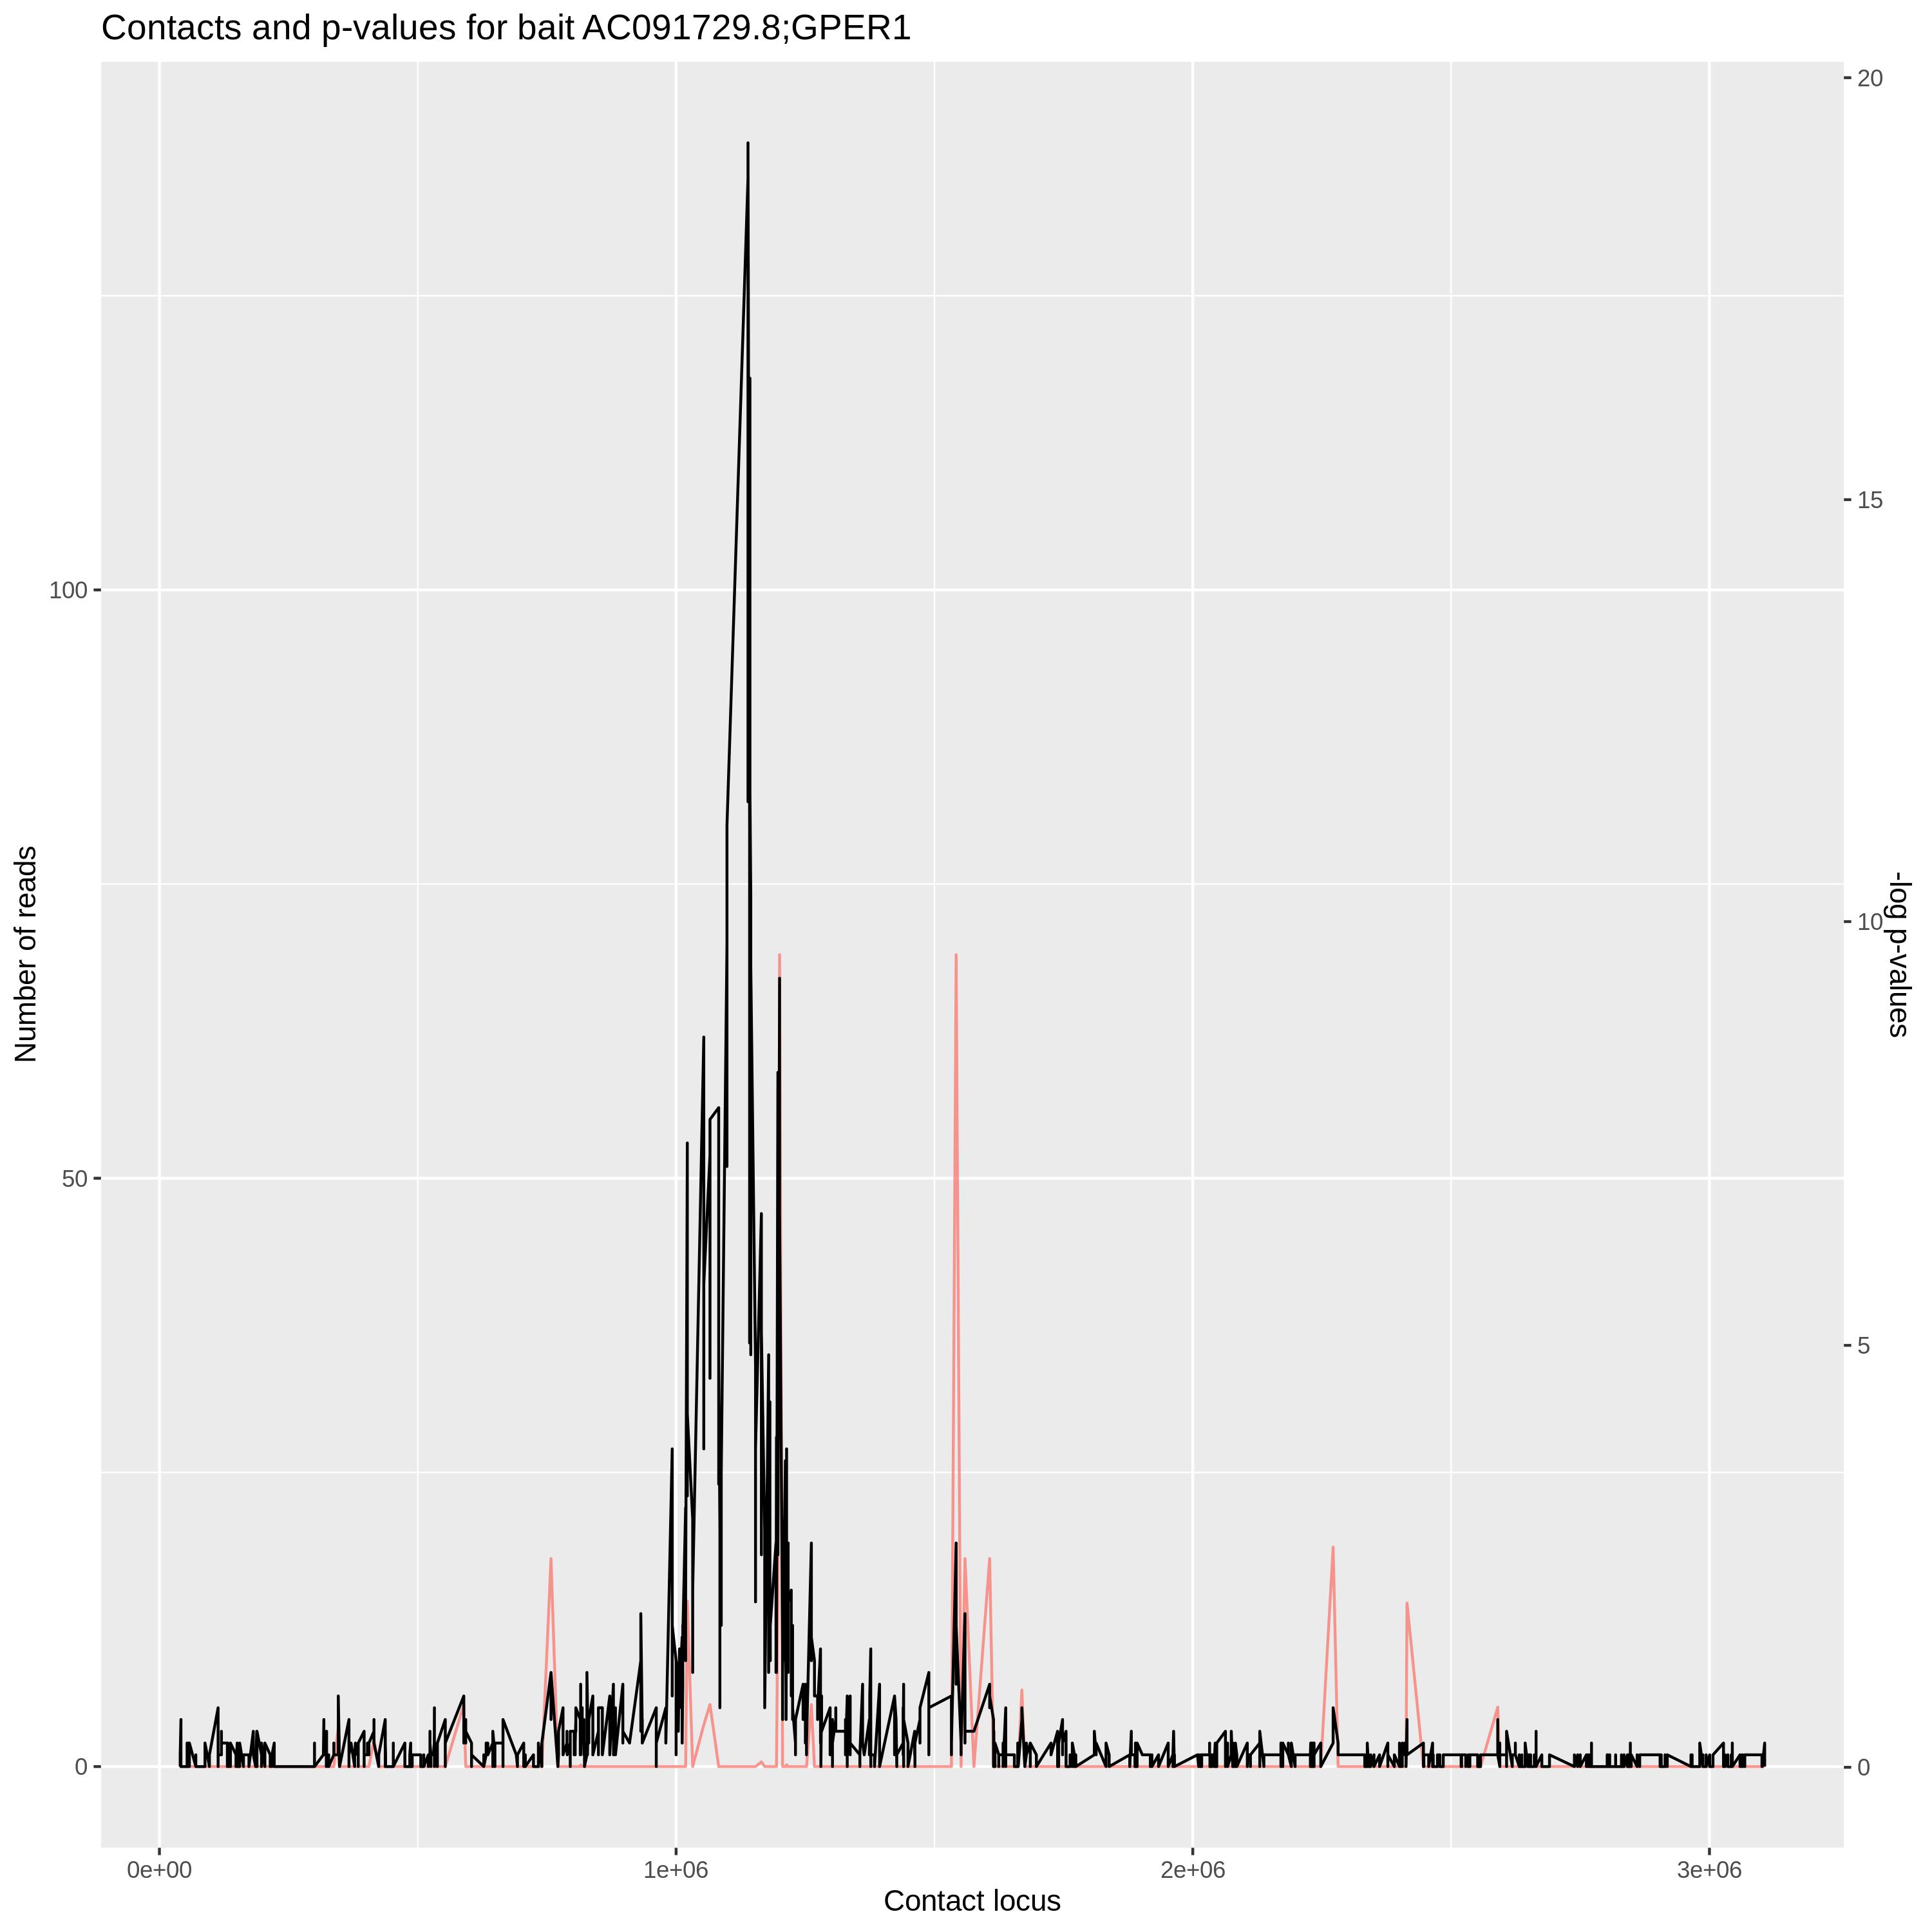 Contacts and p-values for bait AC091729.8;GPER1
Number of reads
100
50
0
20
15
10
5
0
-log p-values
0e+00
1e+06
2e+06
3e+06
Contact locus